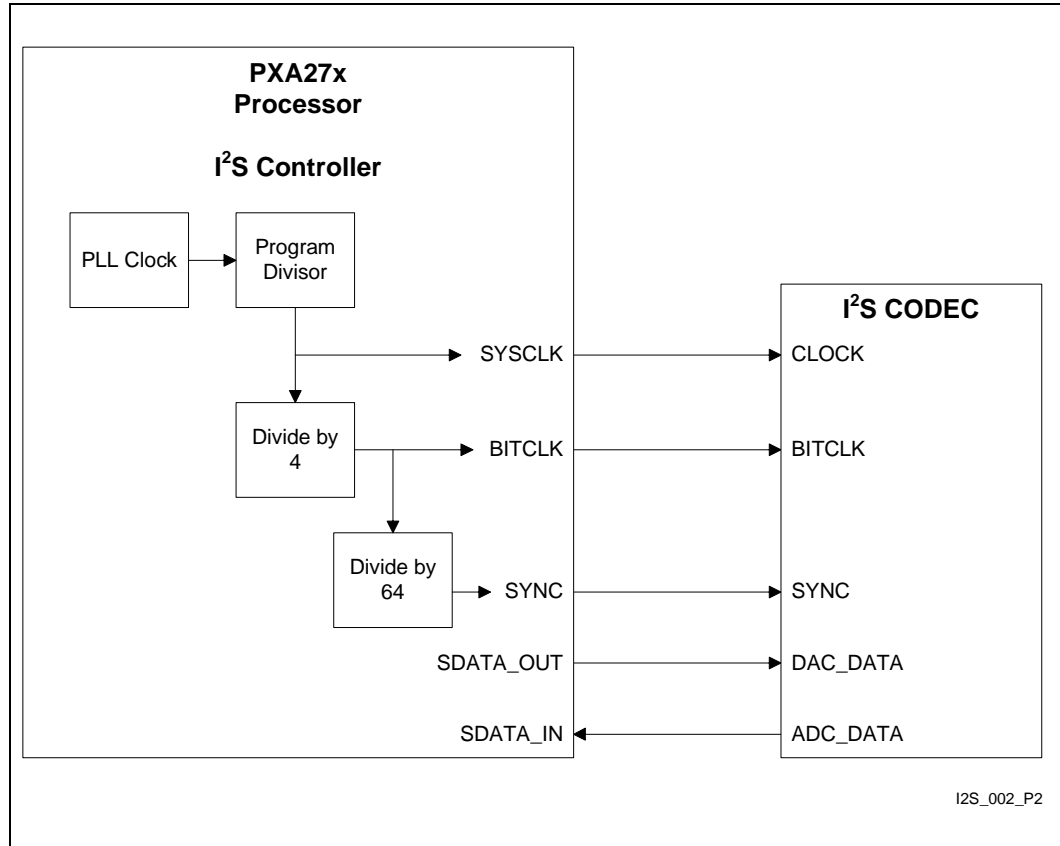 PXA27x
Processor
I²S Controller
PLL Clock
Program
Divisor
I²S CODEC
SYSCLK
CLOCK
Divide by
4
BITCLK
BITCLK
Divide by
64
SYNC
SYNC
SDATA_OUT
DAC_DATA
SDATA_IN
ADC_DATA
I2S_002_P2